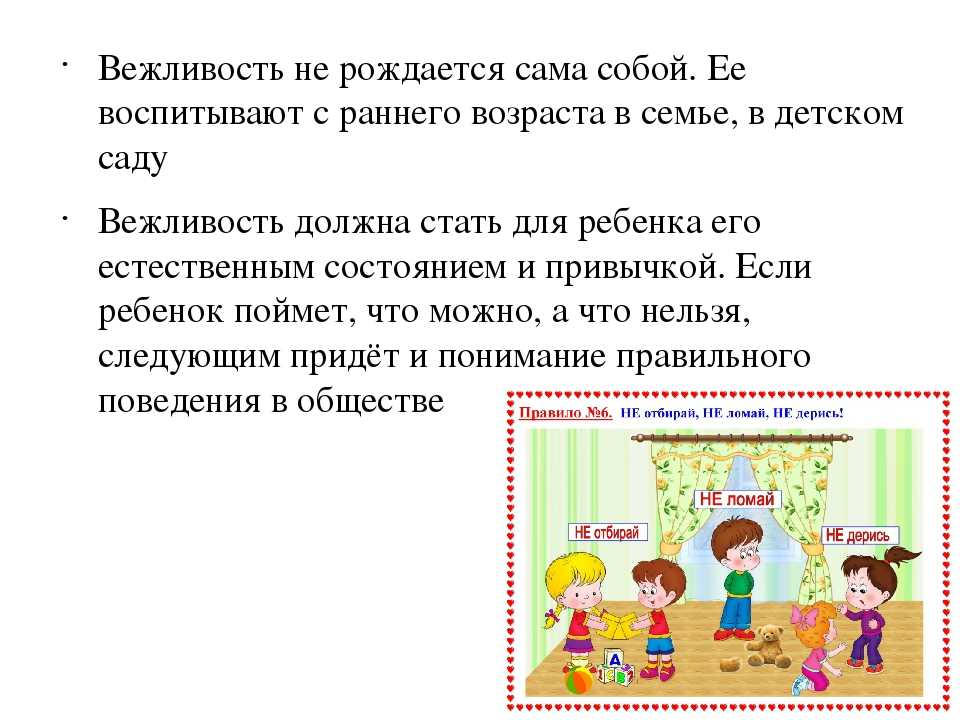 · Вежливость не рождается сама собой. Ее
воспитывают с раннего возраста в семье, в детском
саду
· Вежливость должна стать для ребенка его
естественным состоянием и привычкой. Если
ребенок поймет, что можно, а что нельзя,
следующим придёт и понимание правильного
поведения в обществе
Правило №6. НЕ отбирай, НЕ ломай, НЕ дерись!
НЕ ломай
НЕ отбирай
НЕ дерись
А
В